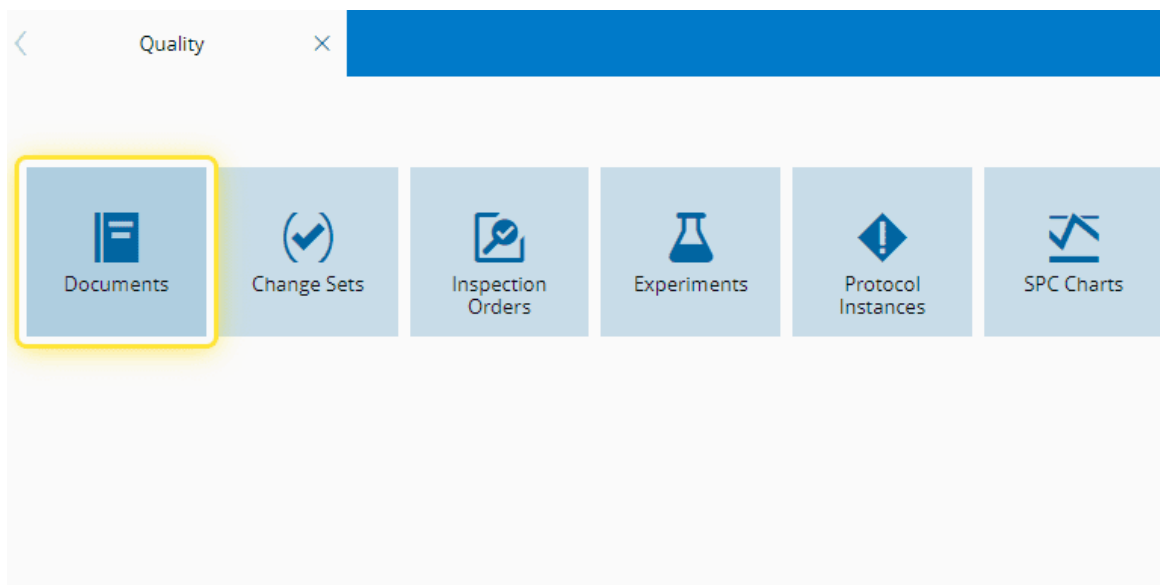 Quality
Documents
Change Sets
Inspection
Orders
Experiments
Protocol
Instances
SPC Charts